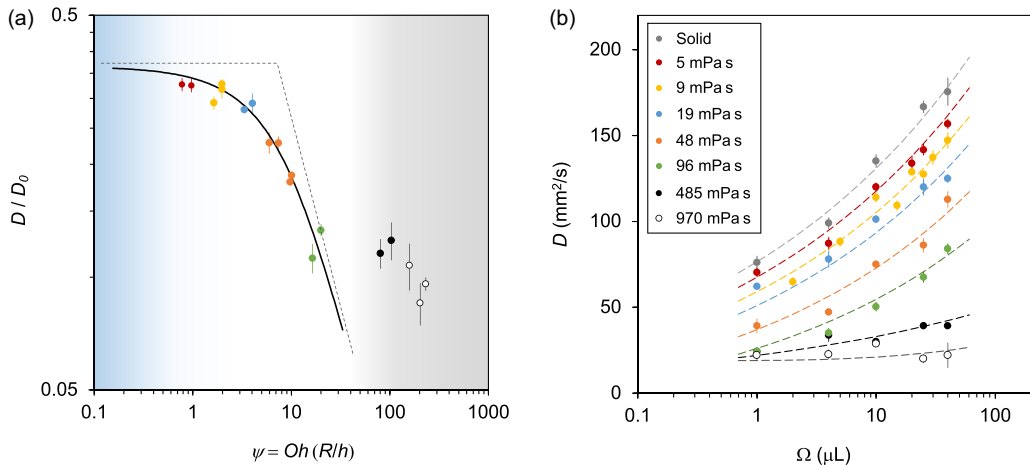 (a)
0.5
D / D0
0.05
0.1
1
10
100
1000
ψ = Oh (R/h)
(b)
200
150
100
50
0
D (mm²/s)
Solid
5 mPa s
9 mPa s
19 mPa s
48 mPa s
96 mPa s
485 mPa s
970 mPa s
0.1
1
10
100
Ω (μL)